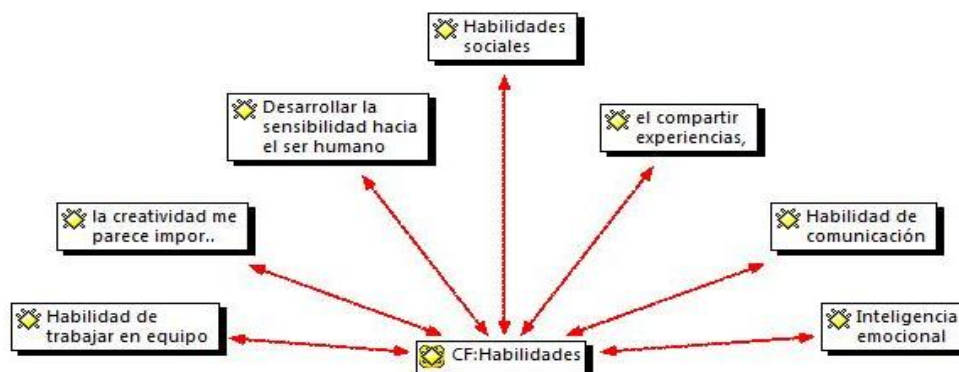 Habilidades
sociales
Desarrollar la
sensibilidad hacia
el ser humano
el compartir
experiencias,
la creatividad me
parece impor..
Habilidad de
comunicación
Habilidad de
trabajar en equipo
Inteligencia
emocional
CF:Habilidades